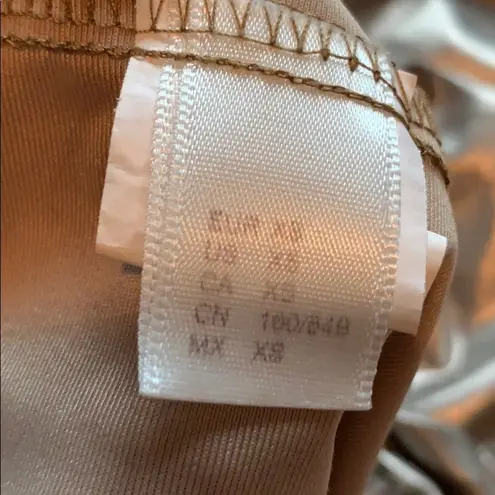 EUR XS
US XS
CA XS
CN 160/84B
MX XS